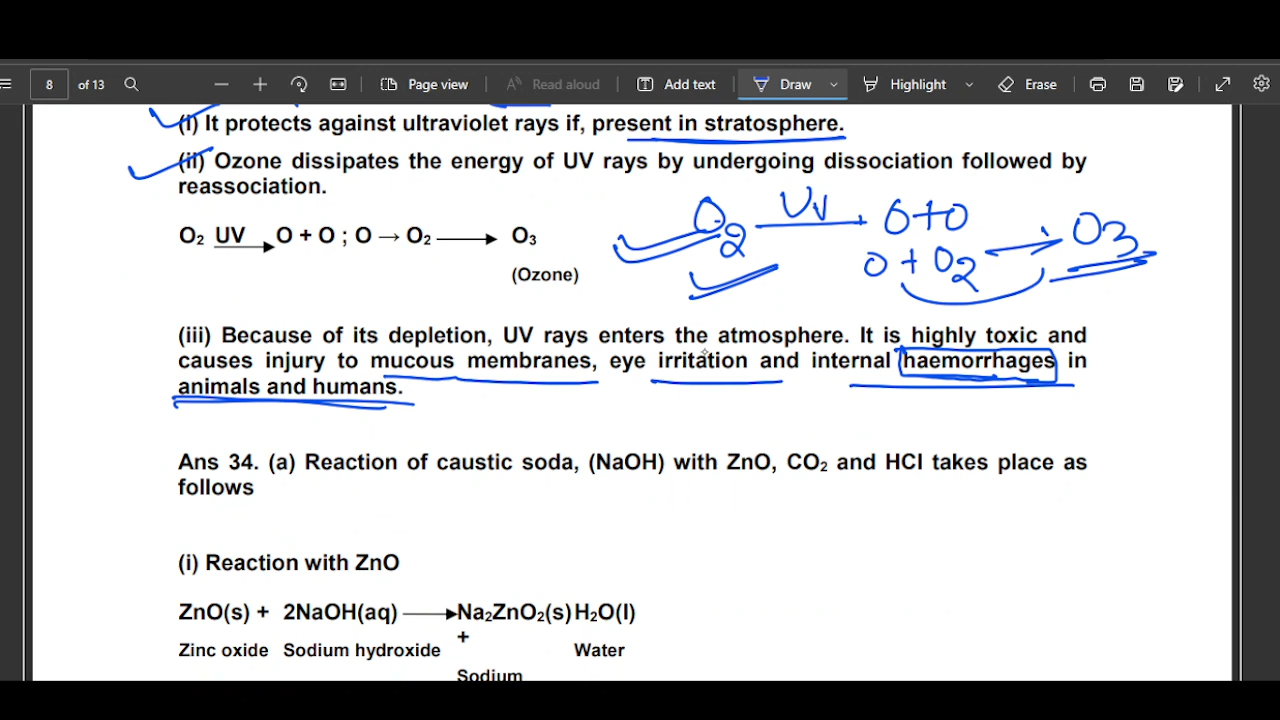 8 of 13 Page view Read aloud Add text Draw Highlight Erase
(i) It protects against ultraviolet rays if, present in stratosphere.
(ii) Ozone dissipates the energy of UV rays by undergoing dissociation followed by
reassociation.
O₂ UV O + O ; O → O₂ ⟶ O₃
(Ozone)
O₂ UV → O+O
O + O₂ → O₃
(iii) Because of its depletion, UV rays enters the atmosphere. It is highly toxic and
causes injury to mucous membranes, eye irritation and internal haemorrhages in
animals and humans.
Ans 34. (a) Reaction of caustic soda, (NaOH) with ZnO, CO₂ and HCl takes place as
follows
(i) Reaction with ZnO
ZnO(s) + 2NaOH(aq) ⟶ Na₂ZnO₂(s) H₂O(l)
+
Zinc oxide Sodium hydroxide Water
Sodium